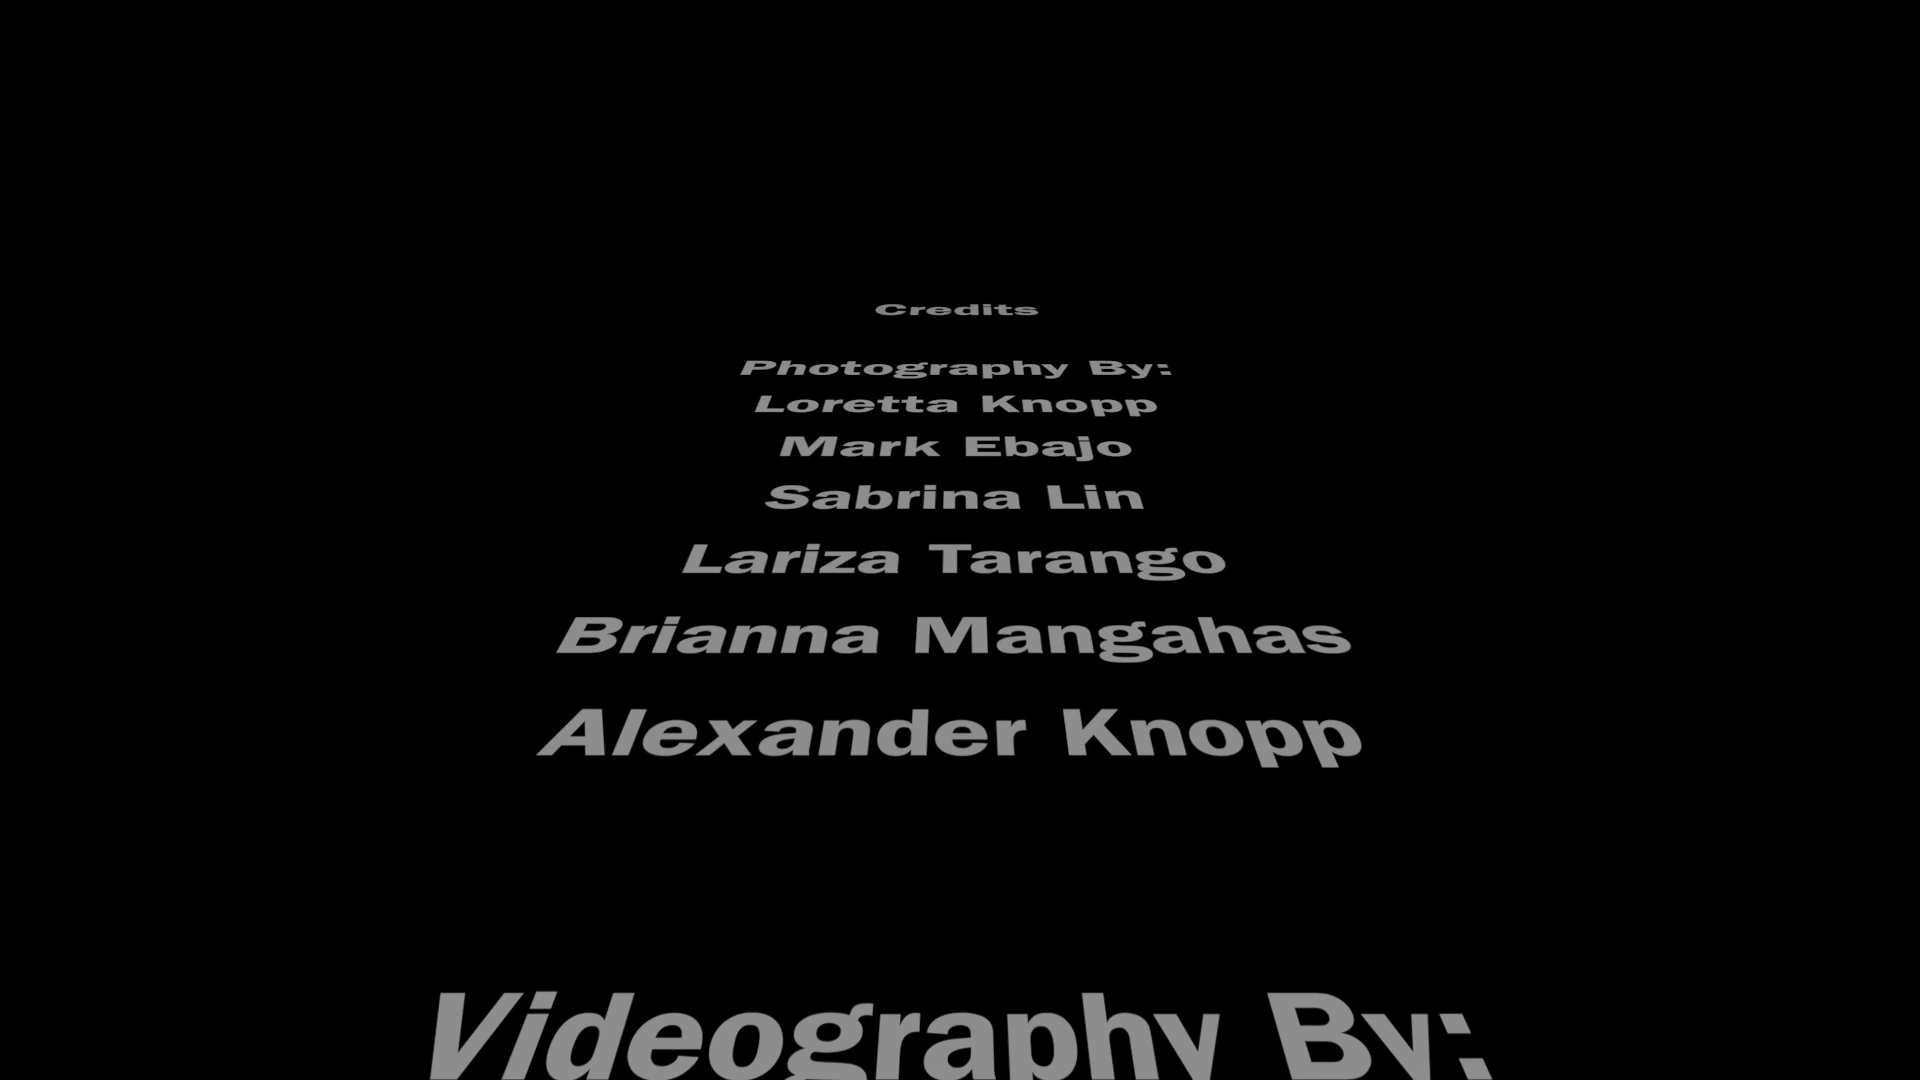 Credits
Photography By:
Loretta Knopp
Mark Ebajo
Sabrina Lin
Lariza Tarango
Brianna Mangahas
Alexander Knopp
Videography By: